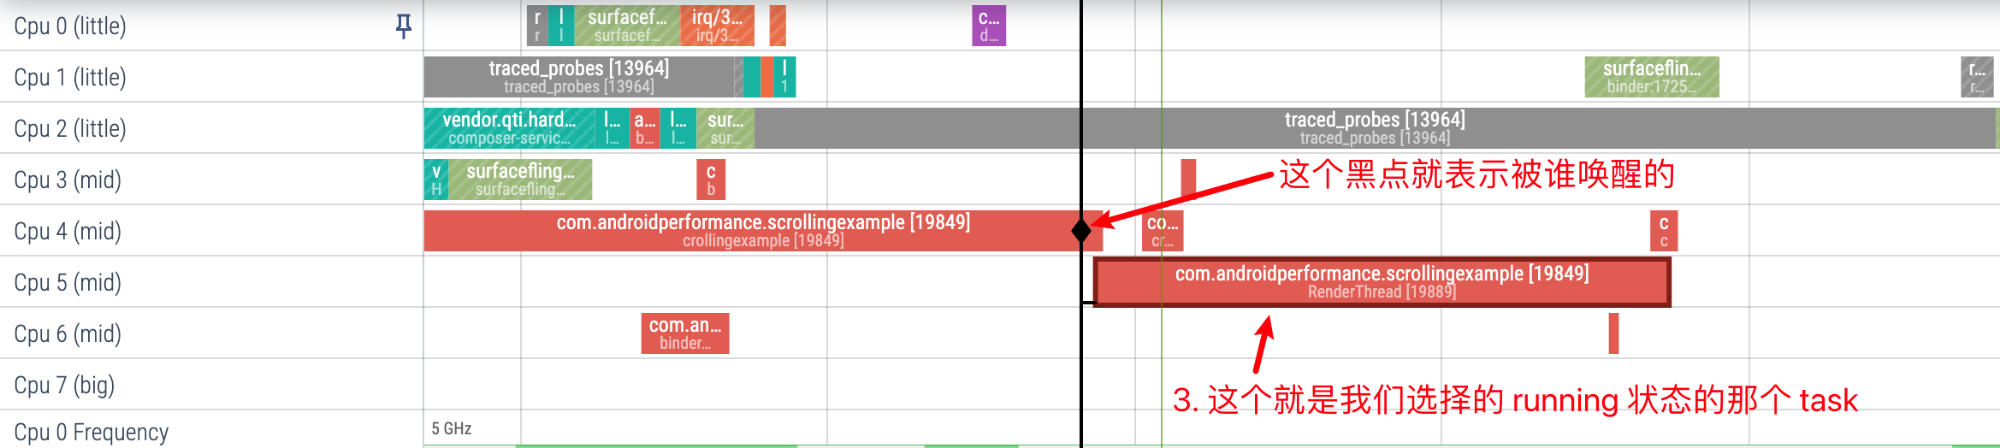 Cpu 0 (little)
r
r
l
l
surfacef...
surfacef...
irq/3...
irq/3...
c...
d...
Cpu 1 (little)
traced_probes [13964]
traced_probes [13964]
l
1
surfaceflin...
binder:1725...
r...
r...
Cpu 2 (little)
vendor.qti.hard...
composer-servic...
l...
l...
a...
b...
l...
l...
sur...
sur...
traced_probes [13964]
traced_probes [13964]
Cpu 3 (mid)
v
H
surfacefling...
surfacefling...
c
b
这个黑点就表示被谁唤醒的
Cpu 4 (mid)
com.androidperformance.scrollingexample [19849]
crollingexample [19849]
co...
cr...
c
c
Cpu 5 (mid)
com.androidperformance.scrollingexample [19849]
RenderThread [19889]
Cpu 6 (mid)
com.an...
binder...
Cpu 7 (big)
3. 这个就是我们选择的 running 状态的那个 task
Cpu 0 Frequency
5 GHz